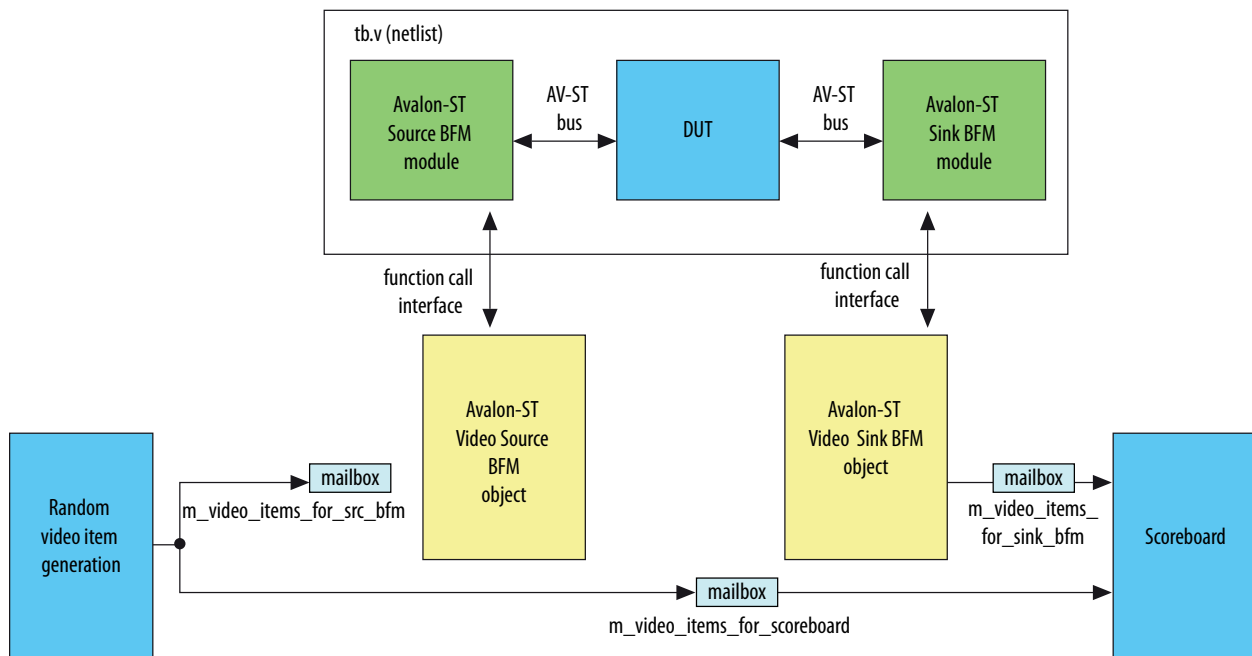 tb.v (netlist)
Avalon-ST
Source BFM
module
AV-ST
bus
DUT
AV-ST
bus
Avalon-ST
Sink BFM
module
function call
interface
function call
interface
Avalon-ST
Video Source
BFM
object
Avalon-ST
Video Sink BFM
object
Random
video item
generation
mailbox
m_video_items_for_src_bfm
mailbox
m_video_items_
for_sink_bfm
Scoreboard
mailbox
m_video_items_for_scoreboard